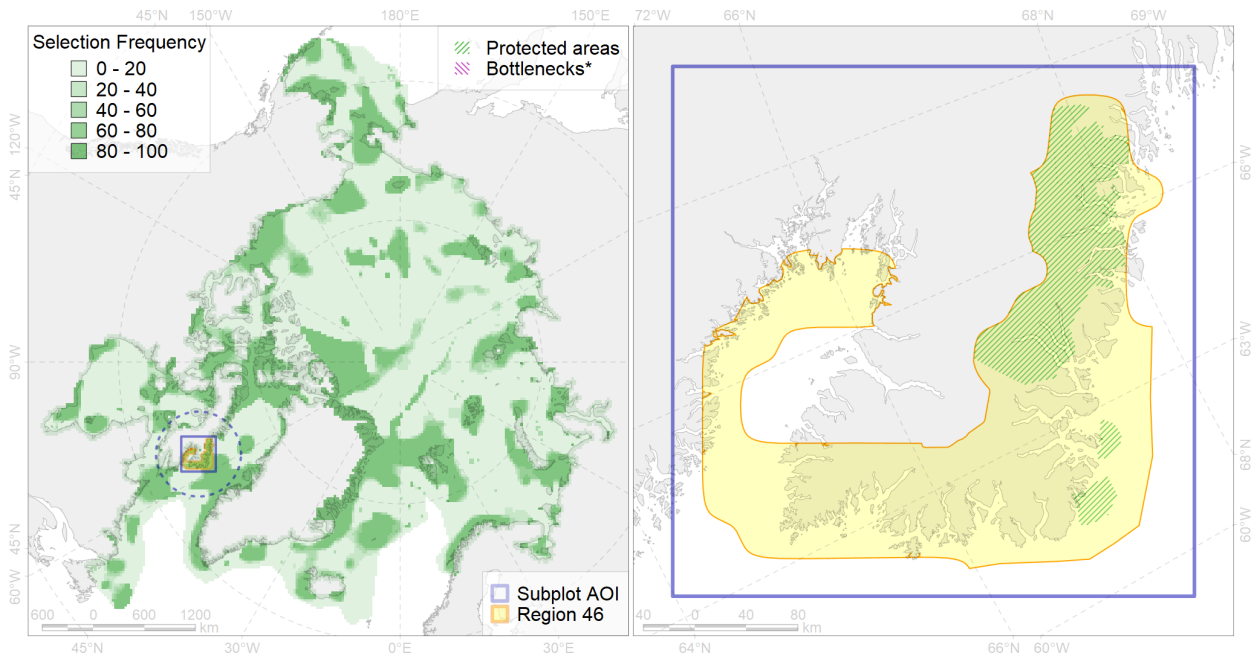 45°N 150°W 180°E 150°E 72°W 66°N 68°N 69°W
Selection Frequency
0 - 20
20 - 40
40 - 60
60 - 80
80 - 100
Protected areas
Bottlenecks*
120°W
45°N
90°W
45°N
60°W
66°W
63°W
68°N
60°W
Subplot AOI
Region 46
600 0 600 1200
km
40 0 40 80
km
45°N 30°W 0°E 30°E 64°N 66°N 60°W